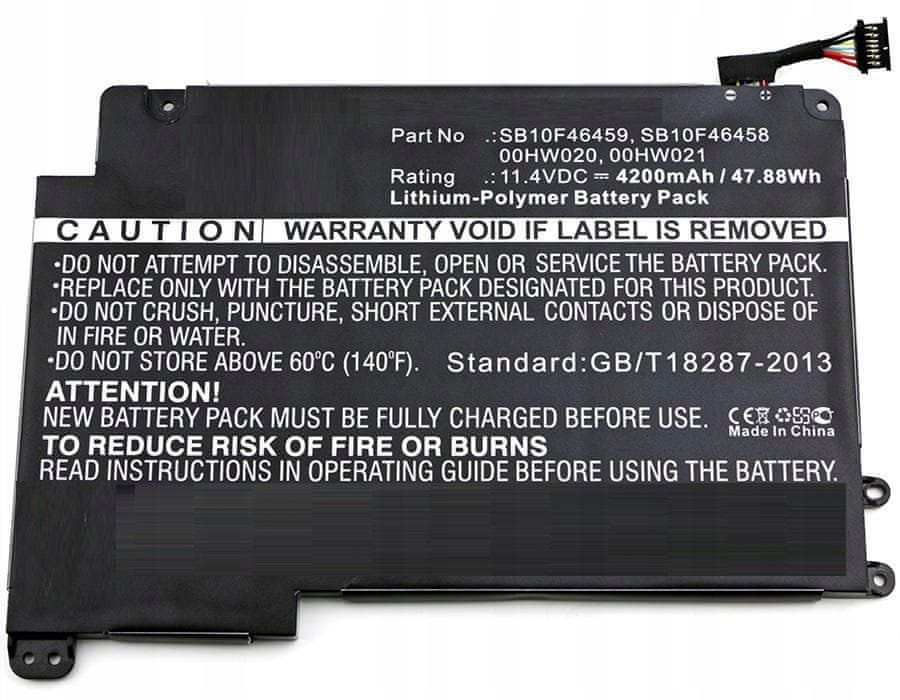 Part No .:SB10F46459, SB10F46458
00HW020, 00HW021
Rating .:11.4VDC ⎓ 4200mAh / 47.88Wh
Lithium-Polymer Battery Pack
CAUTION WARRANTY VOID IF LABEL IS REMOVED
•DO NOT ATTEMPT TO DISASSEMBLE, OPEN OR SERVICE THE BATTERY PACK.
•REPLACE ONLY WITH THE BATTERY PACK DESIGNATED FOR THIS PRODUCT.
•DO NOT CRUSH, PUNCTURE, SHORT EXTERNAL CONTACTS OR DISPOSE OF
IN FIRE OR WATER.
•DO NOT STORE ABOVE 60°C (140°F). Standard:GB/T18287-2013
ATTENTION!
NEW BATTERY PACK MUST BE FULLY CHARGED BEFORE USE.
CE
Made In China
TO REDUCE RISK OF FIRE OR BURNS
READ INSTRUCTIONS IN OPERATING GUIDE BEFORE USING THE BATTERY.